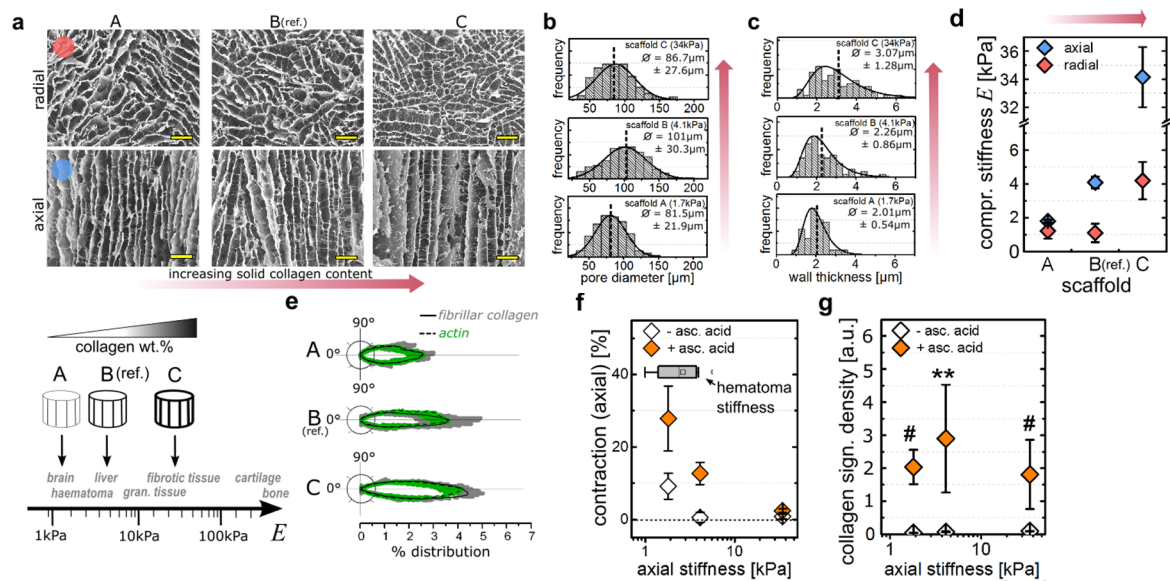 a
A
B(ref.)
C
radial
axial
increasing solid collagen content
b
scaffold C (34kPa)
Ø = 86.7µm
± 27.6µm
frequency
scaffold B (4.1kPa)
Ø = 101µm
± 30.3µm
frequency
scaffold A (1.7kPa)
Ø = 81.5µm
± 21.9µm
frequency
50 100 150 200
pore diameter [µm]
c
scaffold C (34kPa)
Ø = 3.07µm
± 1.28µm
frequency
scaffold B (4.1kPa)
Ø = 2.26µm
± 0.86µm
frequency
scaffold A (1.7kPa)
Ø = 2.01µm
± 0.54µm
frequency
2 4 6
wall thickness [µm]
d
axial
radial
compr. stiffness E [kPa]
36
34
32
6
4
2
0
A B(ref.) C
scaffold
collagen wt.%
A
B(ref.)
C
brain liver fibrotic tissue cartilage
haematoma gran. tissue bone
1kPa 10kPa 100kPa E
e
fibrillar collagen
actin
90°
A 0°
90°
B 0°
(ref.)
90°
C 0°
0 1 2 3 4 5 6 7
% distribution
f
- asc. acid
+ asc. acid
hematoma
stiffness
contraction (axial) [%]
40
20
0
1 10
axial stiffness [kPa]
g
- asc. acid
+ asc. acid
collagen sign. density [a.u.]
6
5
4
3
2
1
0
#
**
#
1 10
axial stiffness [kPa]